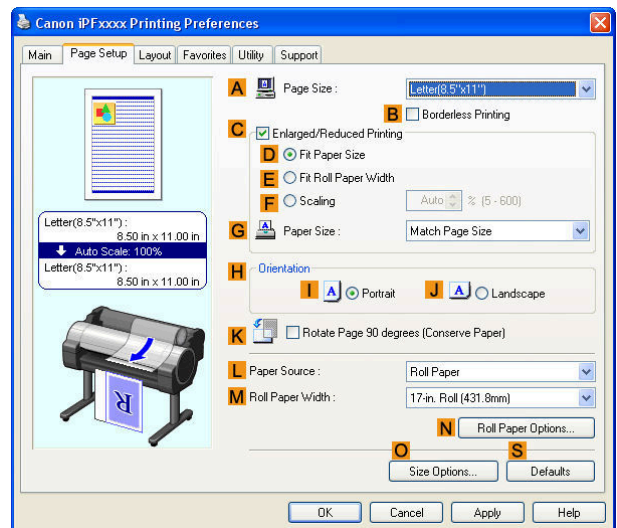 Canon iPFxxxx Printing Preferences
Main Page Setup Layout Favorites Utility Support
A Page Size : Letter(8.5"x11")
B Borderless Printing
C Enlarged/Reduced Printing
D Fit Paper Size
E Fit Roll Paper Width
F Scaling Auto % (5 - 600)
G Paper Size : Match Page Size
Letter(8.5"x11") :
8.50 in x 11.00 in
Auto Scale: 100%
Letter(8.5"x11") :
8.50 in x 11.00 in
H Orientation
I A Portrait J A Landscape
K Rotate Page 90 degrees (Conserve Paper)
L Paper Source : Roll Paper
M Roll Paper Width : 17-in. Roll (431.8mm)
R
N Roll Paper Options...
O S
Size Options... Defaults
OK Cancel Apply Help